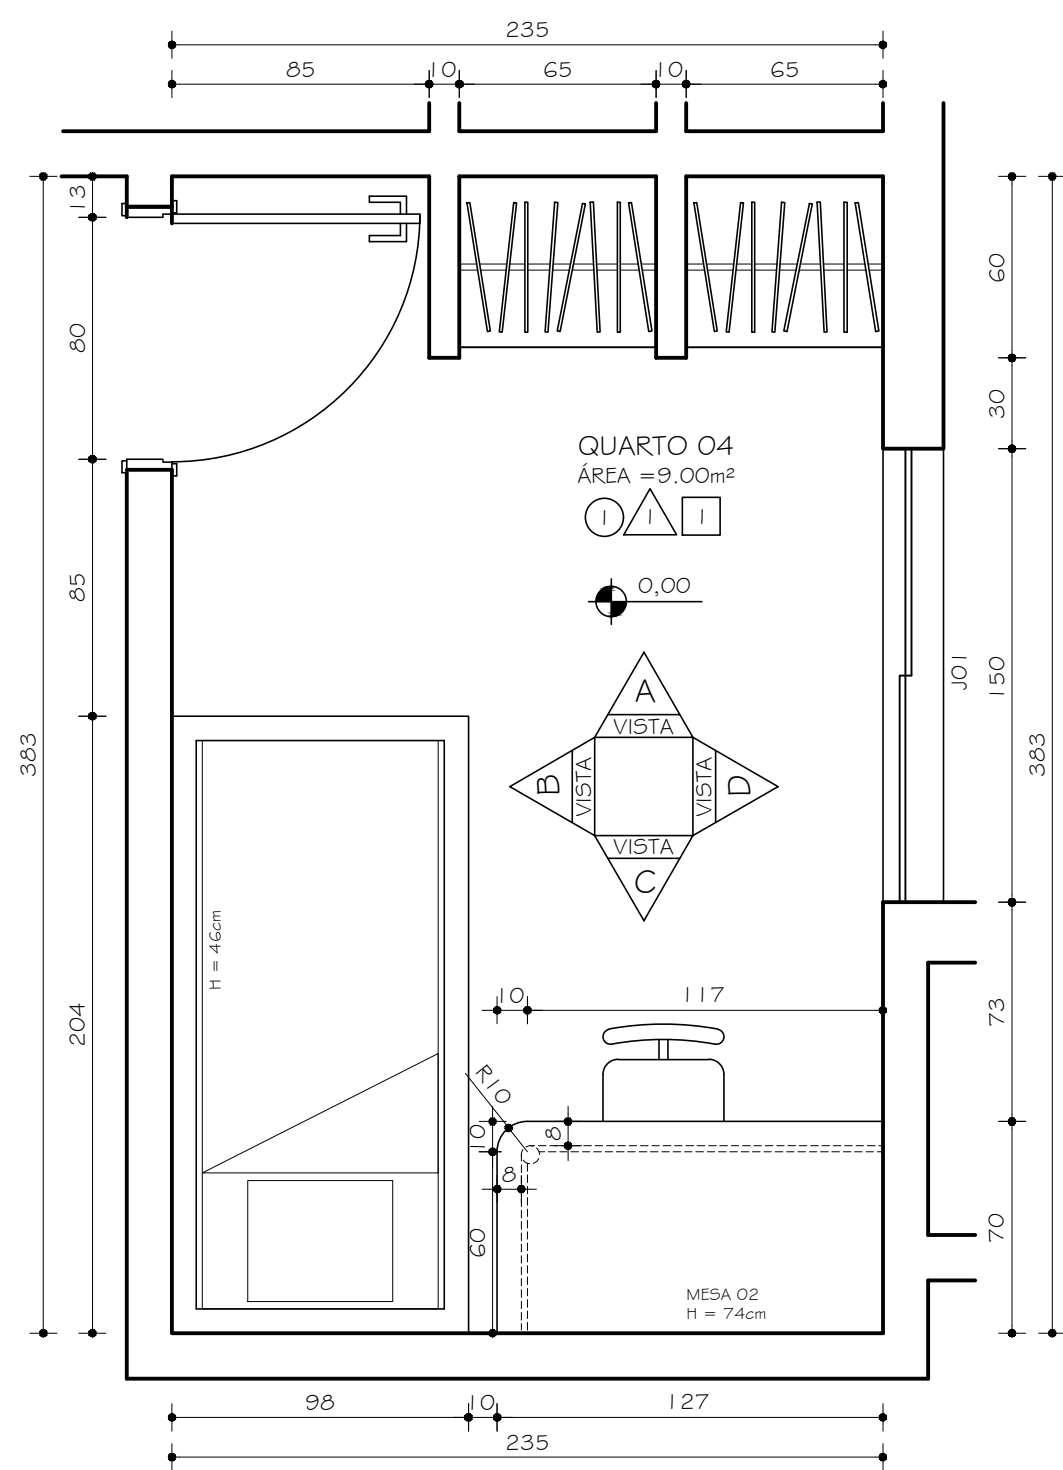 235
85 10 65 10 65
13
60
80
30
QUARTO 04
ÁREA =9.00m²
1 1 1
0,00
85
J01
150
A
VISTA
B VISTA VISTA D
VISTA
C
383
383
H = 46cm
204
10 117
73
R10
10 8
8
60
70
MESA 02
H = 74cm
98 10 127
235